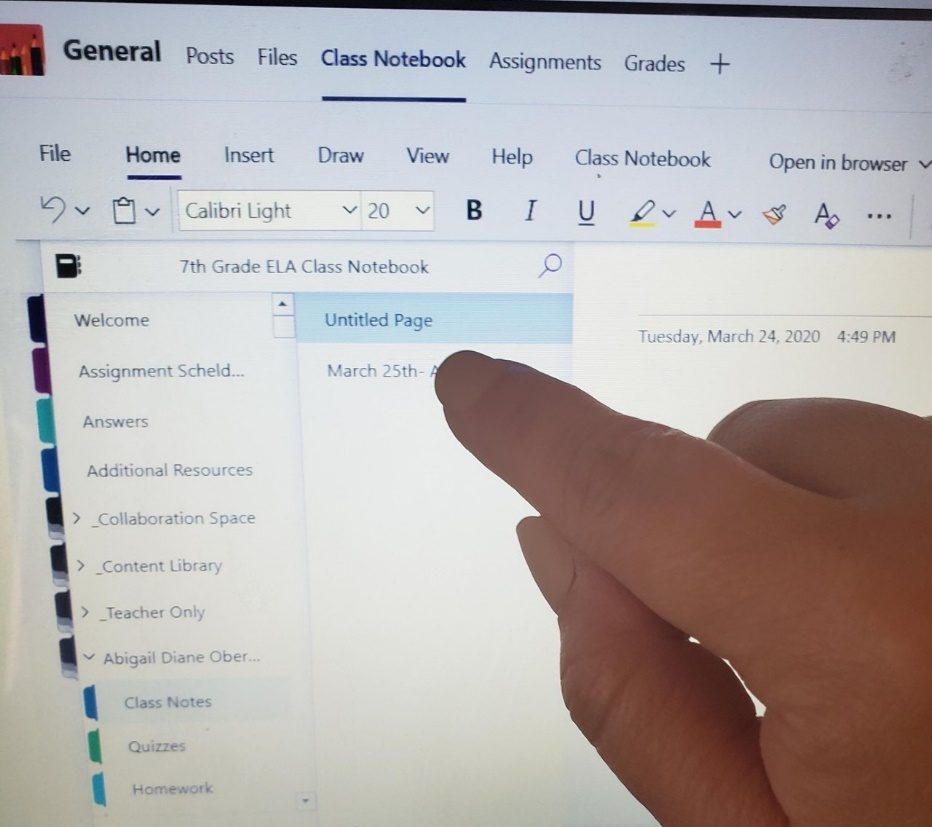 General Posts Files Class Notebook Assignments Grades +
File Home Insert Draw View Help Class Notebook Open in browser
Calibri Light 20 B I U A A ...
7th Grade ELA Class Notebook
Welcome
Untitled Page
Tuesday, March 24, 2020 4:49 PM
Assignment Scheld...
March 25th- A
Answers
Additional Resources
_Collaboration Space
_Content Library
_Teacher Only
Abigail Diane Ober...
Class Notes
Quizzes
Homework